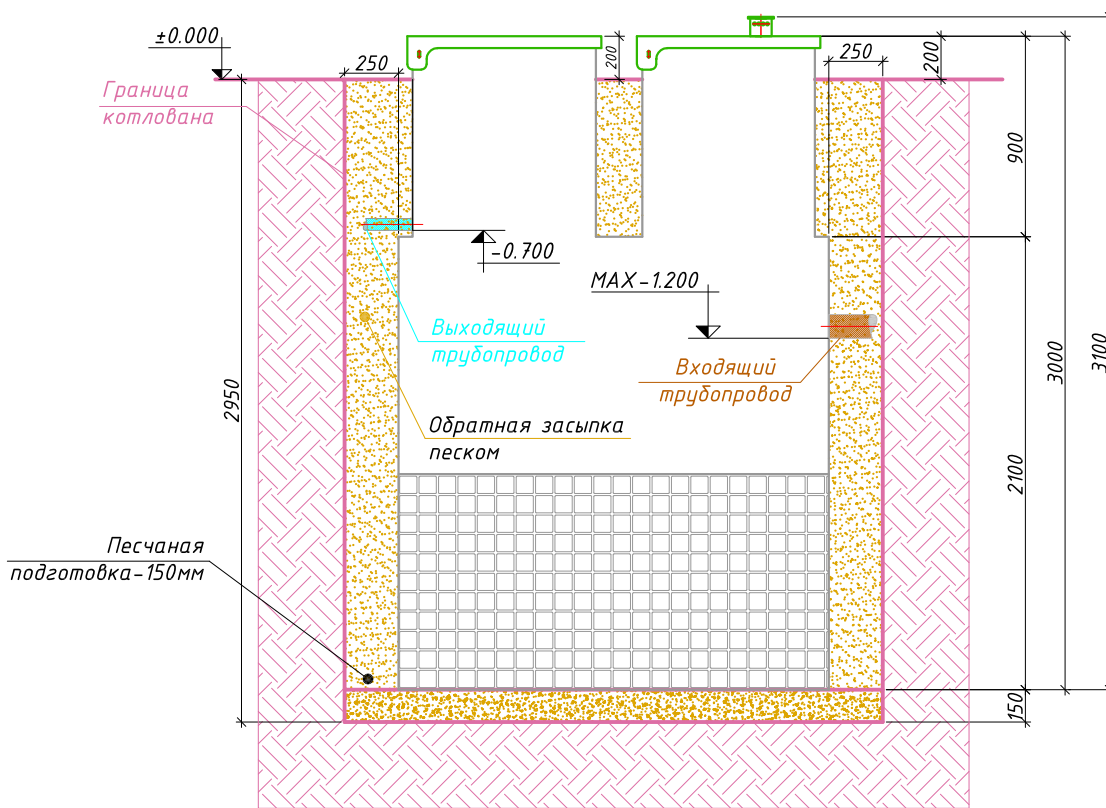 ±0.000
250
200
250
200
Граница
котлована
900
-0.700
MAX-1.200
Выходящий
трубопровод
Входящий
трубопровод
3000
3100
2950
Обратная засыпка
песком
2100
Песчаная
подготовка-150мм
150